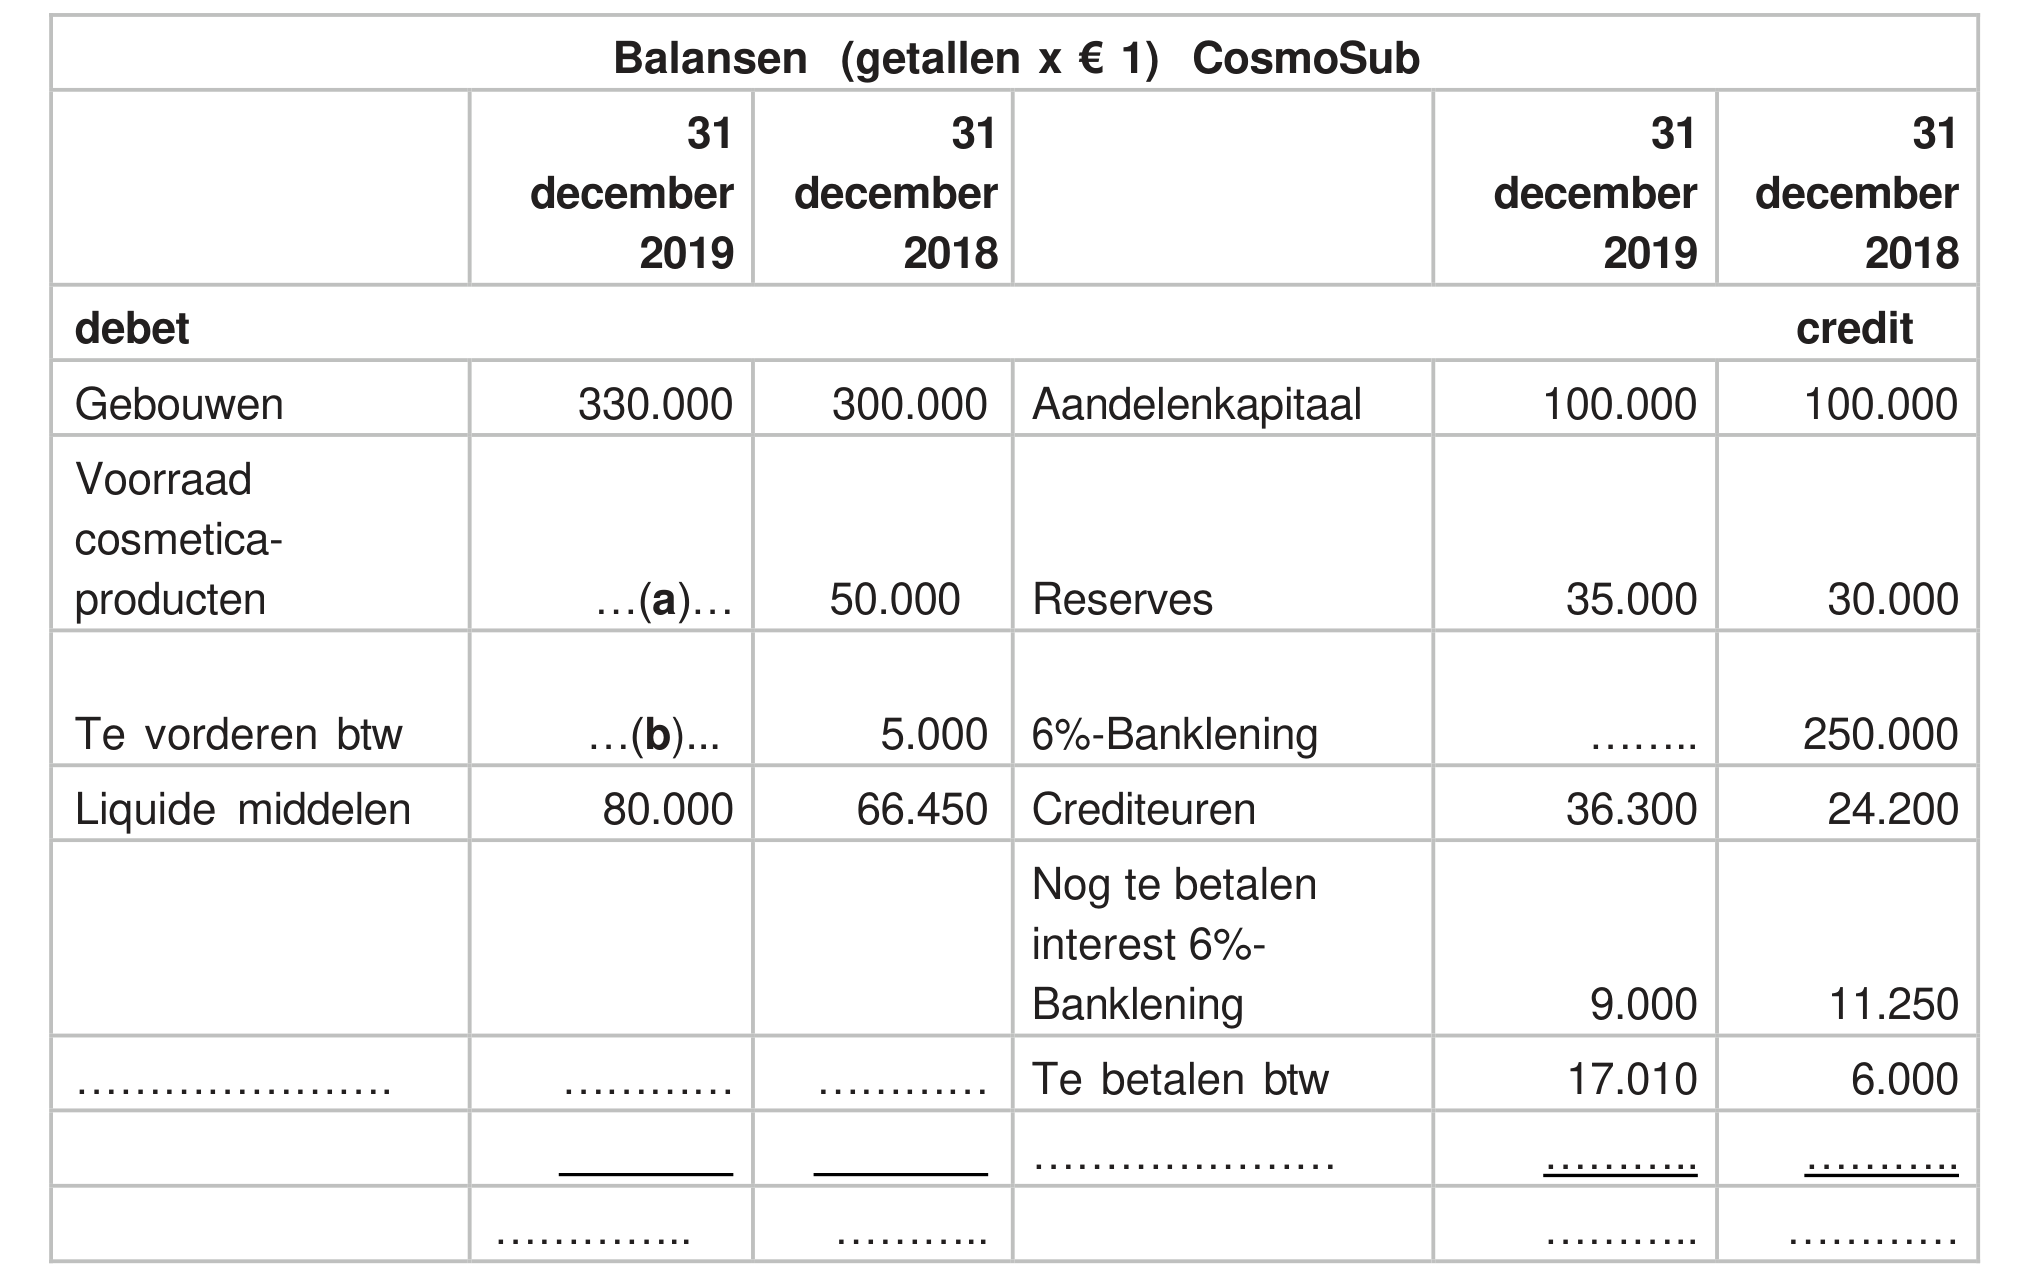 Balansen (getallen x € 1) CosmoSub
31 december 2019 31 december 2018 31 december 2019 31 december 2018
debet credit
Gebouwen 330.000 300.000 Aandelenkapitaal 100.000 100.000
Voorraad
cosmetica-
producten …(a)… 50.000 Reserves 35.000 30.000
Te vorderen btw …(b)... 5.000 6%-Banklening …….. 250.000
Liquide middelen 80.000 66.450 Crediteuren 36.300 24.200
Nog te betalen
interest 6%-
Banklening 9.000 11.250
…………………. ………… ………… Te betalen btw 17.010 6.000
………………… ……….. ………..
………….. ……….. ……….. …………